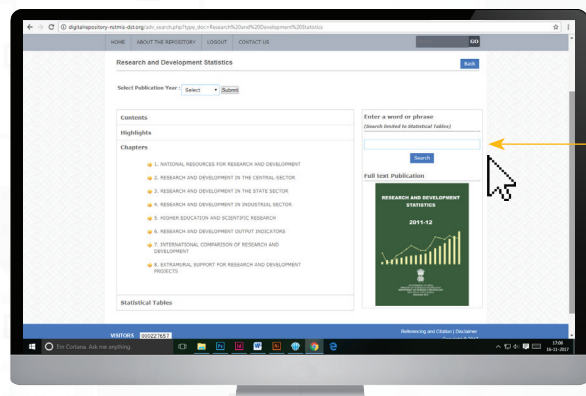 digitalrepository-nstmis-dst.org/adv_search.php?type_doc=Research%20and%20Development%20Statistics
HOME ABOUT THE REPOSITORY LOGOUT CONTACT US GO
Research and Development Statistics
Back
Select Publication Year : Select Submit
Contents
Highlights
Chapters
1. NATIONAL RESOURCES FOR RESEARCH AND DEVELOPMENT
2. RESEARCH AND DEVELOPMENT IN THE CENTRAL SECTOR
3. RESEARCH AND DEVELOPMENT IN THE STATE SECTOR
4. RESEARCH AND DEVELOPMENT IN INDUSTRIAL SECTOR
5. HIGHER EDUCATION AND SCIENTIFIC RESEARCH
6. RESEARCH AND DEVELOPMENT OUTPUT INDICATORS
7. INTERNATIONAL COMPARISON OF RESEARCH AND
DEVELOPMENT
8. EXTRAMURAL SUPPORT FOR RESEARCH AND DEVELOPMENT
PROJECTS
Statistical Tables
Enter a word or phrase
(Search limited to Statistical Tables)
Search
Full text Publication
RESEARCH AND DEVELOPMENT
STATISTICS
2011-12
VISITORS 000227657
Referencing and Citation | Disclaimer
Copyright © 2017
I'm Cortana. Ask me anything.
17:00
16-11-2017